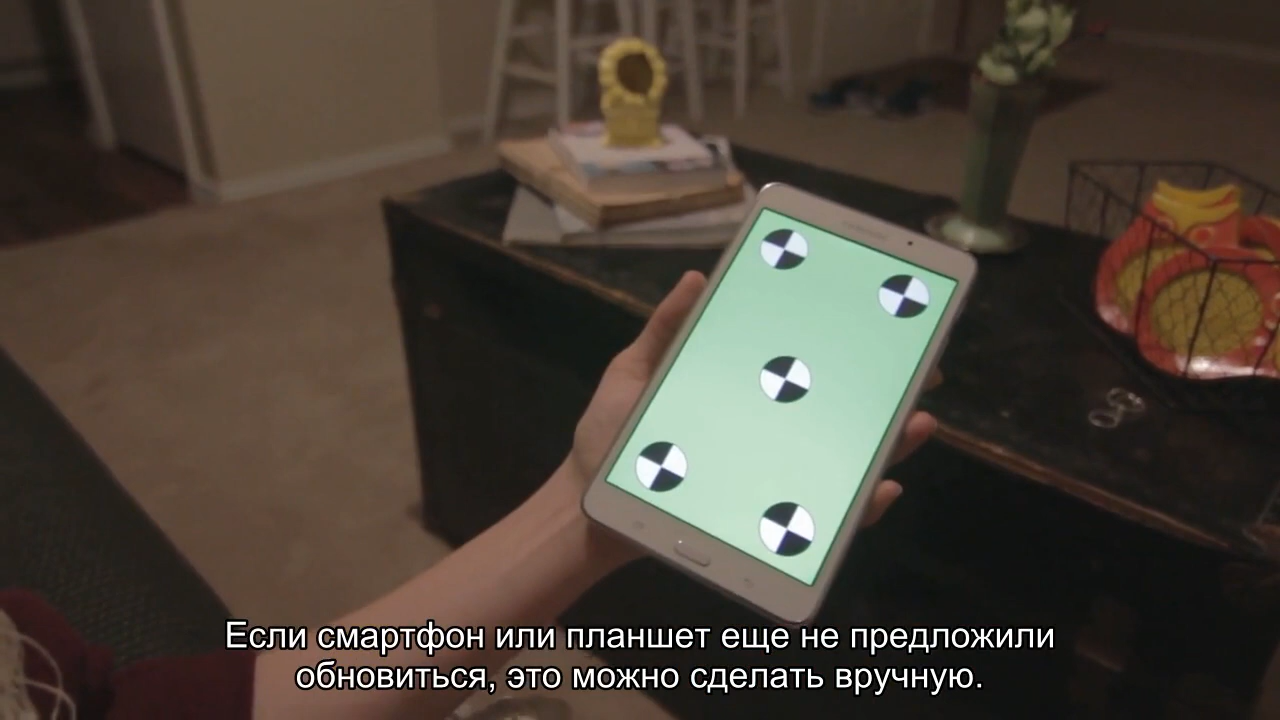 Если смартфон или планшет еще не предложили
обновиться, это можно сделать вручную.